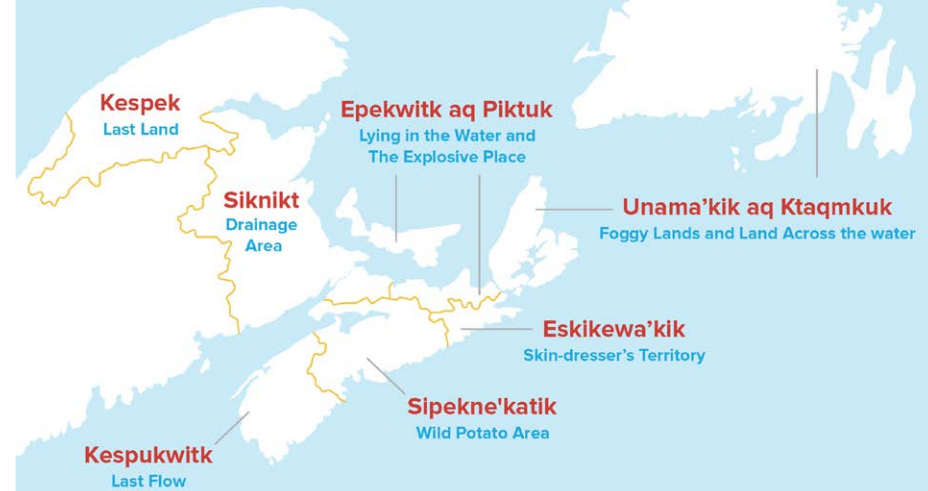 Kespek
Last Land
Epekwitk aq Piktuk
Lying in the Water and
The Explosive Place
Siknikt
Drainage
Area
Unama'kik aq Ktaqmkuk
Foggy Lands and Land Across the water
Eskikewa'kik
Skin-dresser's Territory
Sipekne'katik
Wild Potato Area
Kespukwitk
Last Flow